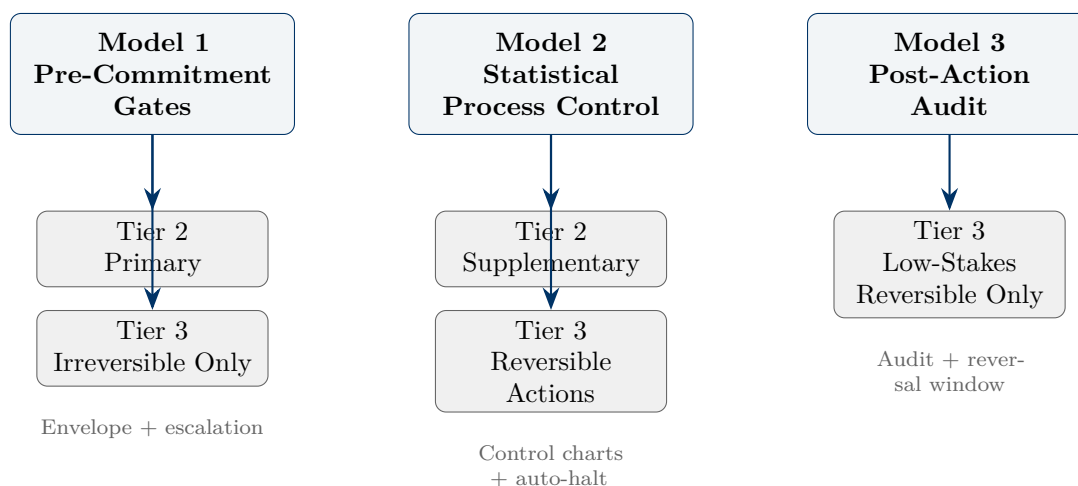 Model 1
Pre-Commitment
Gates
Tier 2
Primary
Tier 3
Irreversible Only
Envelope + escalation
Model 2
Statistical
Process Control
Tier 2
Supplementary
Tier 3
Reversible
Actions
Control charts
+ auto-halt
Model 3
Post-Action
Audit
Tier 3
Low-Stakes
Reversible Only
Audit + rever-
sal window